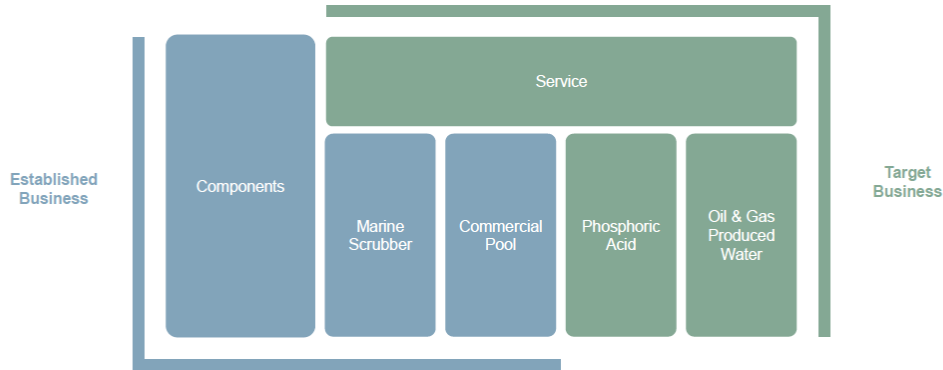 Service
Components
Established
Business
Target
Business
Marine
Scrubber
Commercial
Pool
Phosphoric
Acid
Oil & Gas
Produced
Water